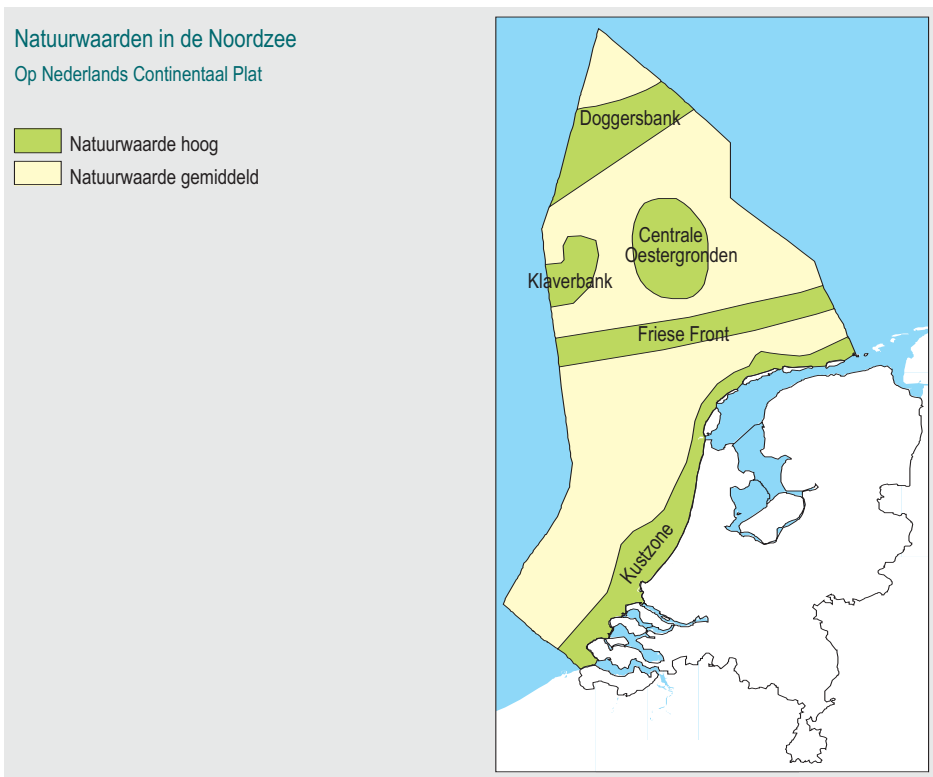 Natuurwaarden in de Noordzee
Op Nederlands Continentaal Plat
Natuurwaarde hoog
Natuurwaarde gemiddeld
Doggersbank
Centrale
Oestergronden
Klaverbank
Friese Front
Kustzone